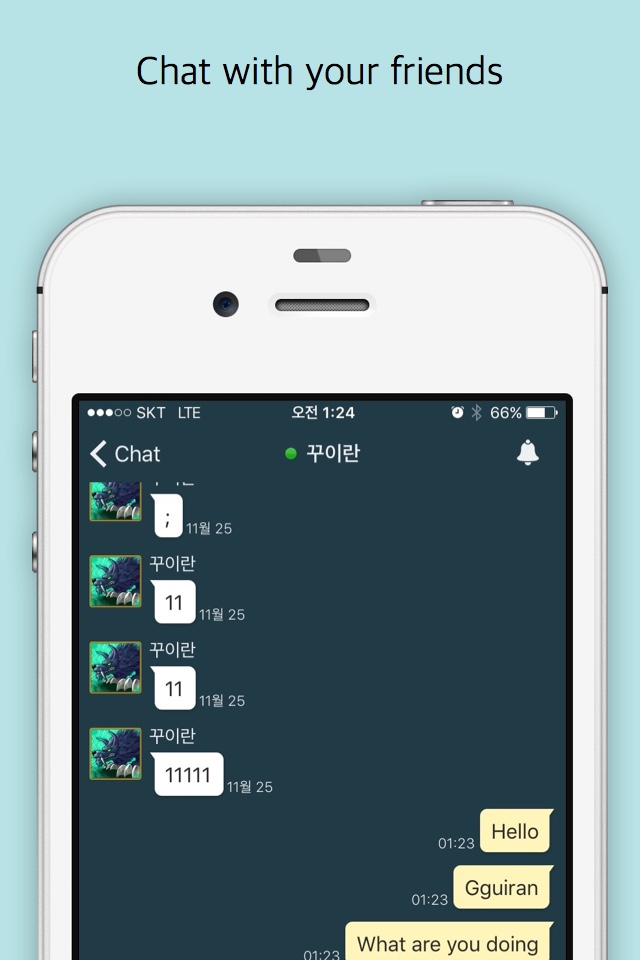 Chat with your friends
SKT LTE 오전 1:24 66%
Chat 꾸이란
; 11월 25
꾸이란
11 11월 25
꾸이란
11 11월 25
꾸이란
11111 11월 25
01:23 Hello
01:23 Gguiran
01:23 What are you doing